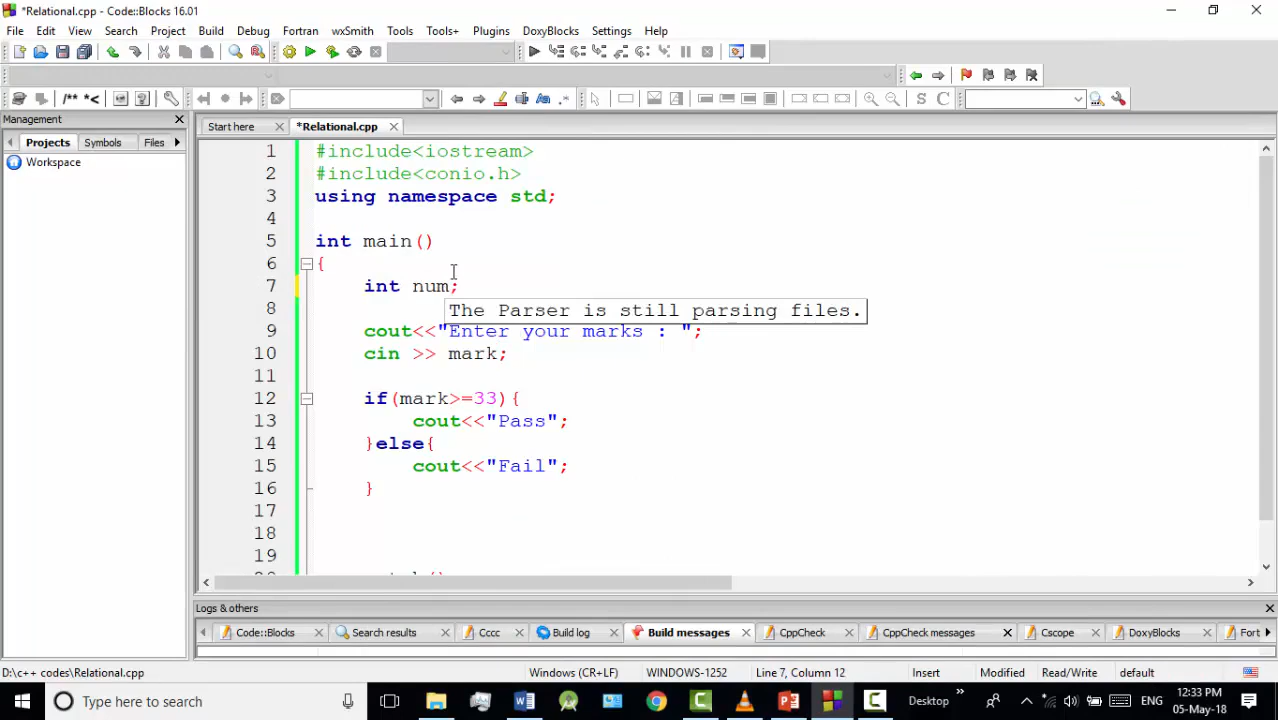 *Relational.cpp - Code::Blocks 16.01
File Edit View Search Project Build Debug Fortran wxSmith Tools Tools+ Plugins DoxyBlocks Settings Help
/** *< S C
Management
Start here *Relational.cpp
Projects Symbols Files
Workspace
1 #include<iostream>
2 #include<conio.h>
3 using namespace std;
4
5 int main()
6 {
7 int num;
8 The Parser is still parsing files.
9 cout<<"Enter your marks : ";
10 cin >> mark;
11
12 if(mark>=33){
13 cout<<"Pass";
14 }else{
15 cout<<"Fail";
16 }
17
18
19
Logs & others
Code::Blocks Search results Cccc Build log Build messages CppCheck CppCheck messages Cscope DoxyBlocks Fort
D:\c++ codes\Relational.cpp Windows (CR+LF) WINDOWS-1252 Line 7, Column 12 Insert Modified Read/Write default
Type here to search Desktop ENG 12:33 PM
05-May-18